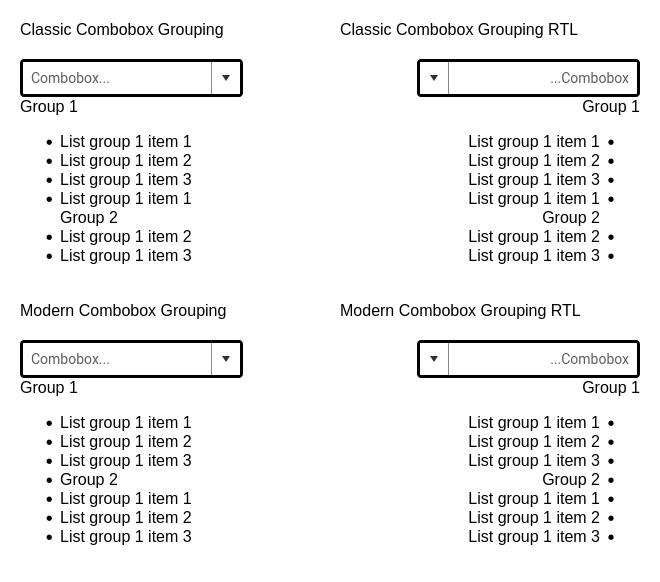 Classic Combobox Grouping
Combobox...
Group 1
• List group 1 item 1
• List group 1 item 2
• List group 1 item 3
• List group 1 item 1
Group 2
• List group 1 item 2
• List group 1 item 3
Classic Combobox Grouping RTL
...Combobox
Group 1
List group 1 item 1 •
List group 1 item 2 •
List group 1 item 3 •
List group 1 item 1 •
Group 2
List group 1 item 2 •
List group 1 item 3 •
Modern Combobox Grouping
Combobox...
Group 1
• List group 1 item 1
• List group 1 item 2
• List group 1 item 3
• Group 2
• List group 1 item 1
• List group 1 item 2
• List group 1 item 3
Modern Combobox Grouping RTL
...Combobox
Group 1
List group 1 item 1 •
List group 1 item 2 •
List group 1 item 3 •
Group 2 •
List group 1 item 1 •
List group 1 item 2 •
List group 1 item 3 •